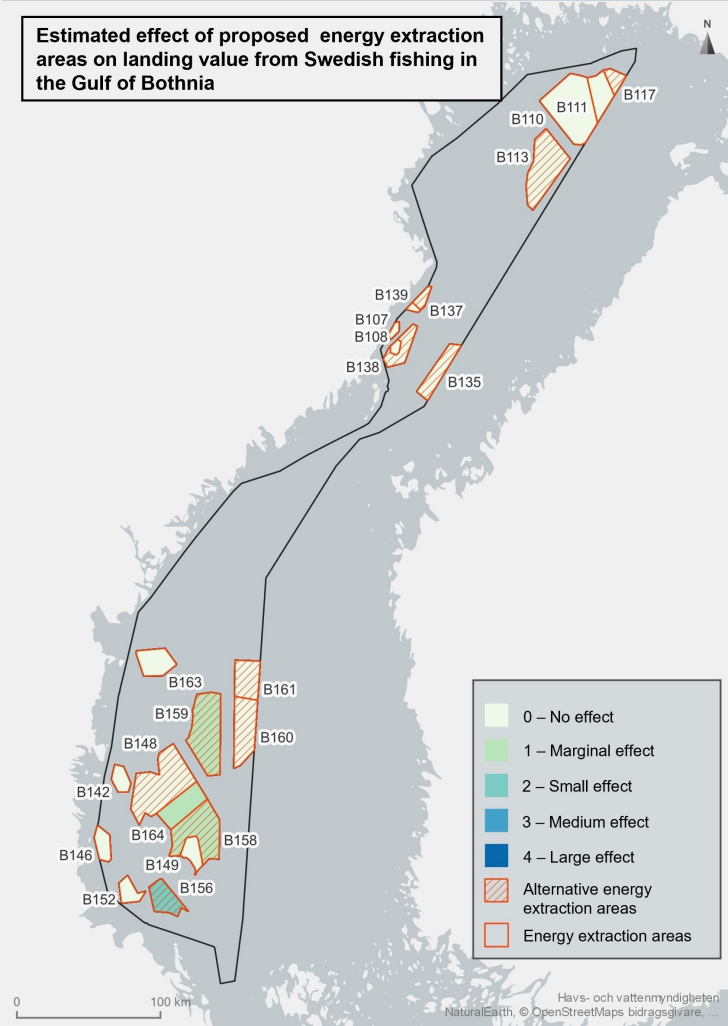 Estimated effect of proposed energy extraction
areas on landing value from Swedish fishing in
the Gulf of Bothnia
N
B117
B111
B110
B113
B139
B137
B107
B108
B138
B135
B163
B161
B159
B160
B148
B142
B164
B158
B146
B149
B156
B152
0 – No effect
1 – Marginal effect
2 – Small effect
3 – Medium effect
4 – Large effect
Alternative energy
extraction areas
Energy extraction areas
0 100 km
Havs- och vattenmyndigheten
NaturalEarth, © OpenStreetMaps bidragsgivare, ...